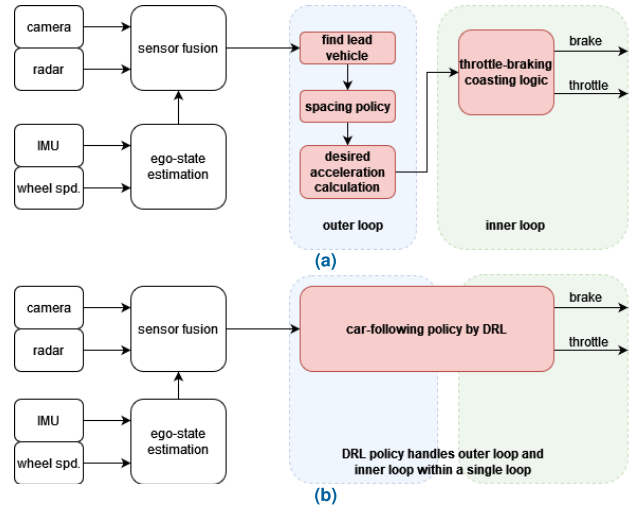 camera
radar
sensor fusion
IMU
wheel spd.
ego-state
estimation
find lead
vehicle
spacing policy
desired
acceleration
calculation
outer loop
throttle-braking
coasting logic
brake
throttle
inner loop
(a)
camera
radar
sensor fusion
IMU
wheel spd.
ego-state
estimation
car-following policy by DRL
brake
throttle
DRL policy handles outer loop and
inner loop within a single loop
(b)